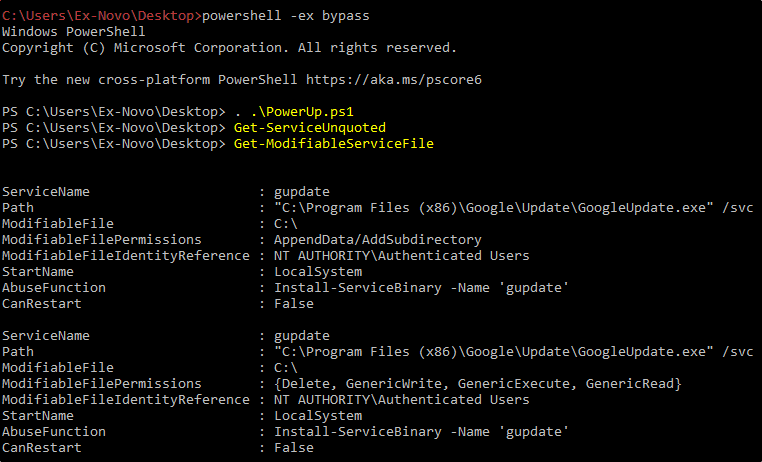 C:\Users\Ex-Novo\Desktop>powershell -ex bypass
Windows PowerShell
Copyright (C) Microsoft Corporation. All rights reserved.
Try the new cross-platform PowerShell https://aka.ms/pscore6
PS C:\Users\Ex-Novo\Desktop> . .\PowerUp.ps1
PS C:\Users\Ex-Novo\Desktop> Get-ServiceUnquoted
PS C:\Users\Ex-Novo\Desktop> Get-ModifiableServiceFile
ServiceName                     : gupdate
Path                            : "C:\Program Files (x86)\Google\Update\GoogleUpdate.exe" /svc
ModifiableFile                  : C:\
ModifiableFilePermissions       : AppendData/AddSubdirectory
ModifiableFileIdentityReference : NT AUTHORITY\Authenticated Users
StartName                       : LocalSystem
AbuseFunction                   : Install-ServiceBinary -Name 'gupdate'
CanRestart                      : False
ServiceName                     : gupdate
Path                            : "C:\Program Files (x86)\Google\Update\GoogleUpdate.exe" /svc
ModifiableFile                  : C:\
ModifiableFilePermissions       : {Delete, GenericWrite, GenericExecute, GenericRead}
ModifiableFileIdentityReference : NT AUTHORITY\Authenticated Users
StartName                       : LocalSystem
AbuseFunction                   : Install-ServiceBinary -Name 'gupdate'
CanRestart                      : False